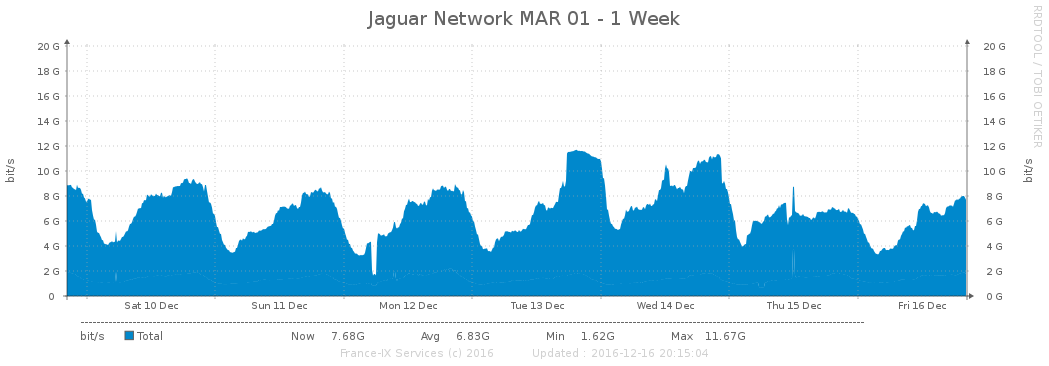 Jaguar Network MAR 01 - 1 Week
RRDTOOL / TOBI OETIKER
bit/s
20 G 20 G
18 G 18 G
16 G 16 G
14 G 14 G
12 G 12 G
10 G 10 G
8 G 8 G
6 G 6 G
4 G 4 G
2 G 2 G
0 0 G
bit/s
Sat 10 Dec Sun 11 Dec Mon 12 Dec Tue 13 Dec Wed 14 Dec Thu 15 Dec Fri 16 Dec
bit/s Total Now 7.68G Avg 6.83G Min 1.62G Max 11.67G
France-IX Services (c) 2016 Updated : 2016-12-16 20:15:04